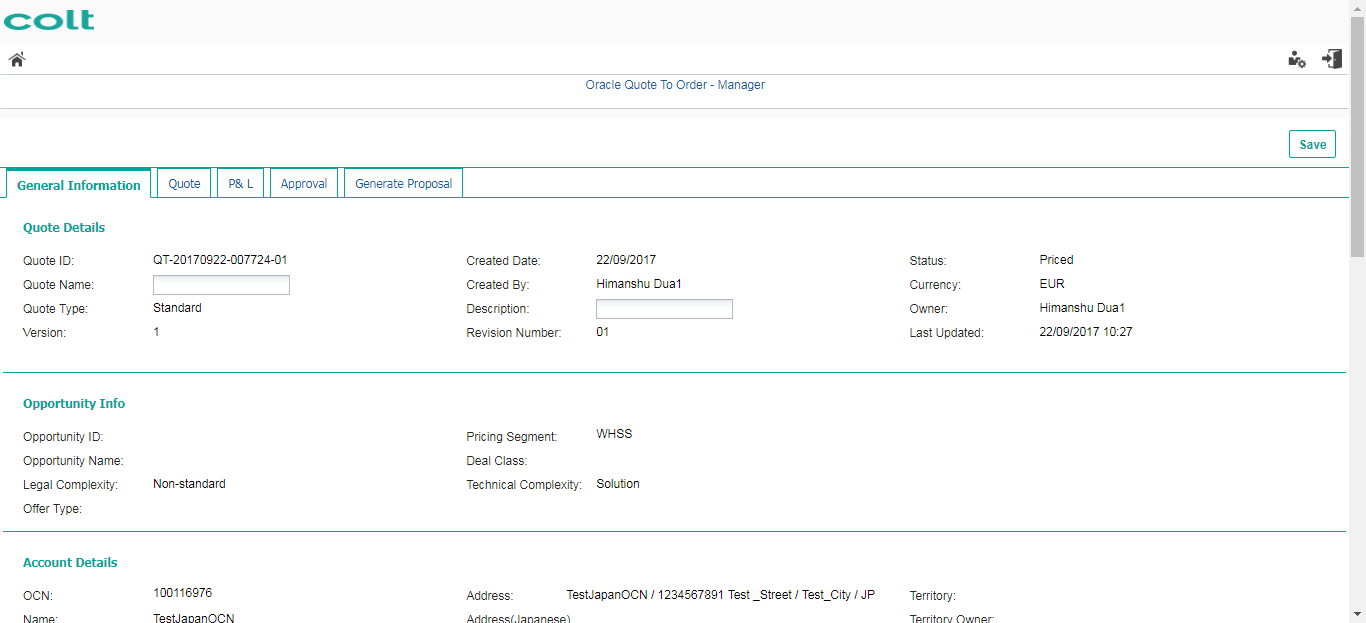 colt
Oracle Quote To Order - Manager
Save
General Information Quote P& L Approval Generate Proposal
Quote Details
Quote ID: QT-20170922-007724-01 Created Date: 22/09/2017 Status: Priced
Quote Name: Created By: Himanshu Dua1 Currency: EUR
Quote Type: Standard Description: Owner: Himanshu Dua1
Version: 1 Revision Number: 01 Last Updated: 22/09/2017 10:27
Opportunity Info
Opportunity ID: Pricing Segment: WHSS
Opportunity Name: Deal Class:
Legal Complexity: Non-standard Technical Complexity: Solution
Offer Type:
Account Details
OCN: 100116976 Address: TestJapanOCN / 1234567891 Test _Street / Test_City / JP Territory:
Name: TestJapanOCN Address(Japanese) Territory Owner: